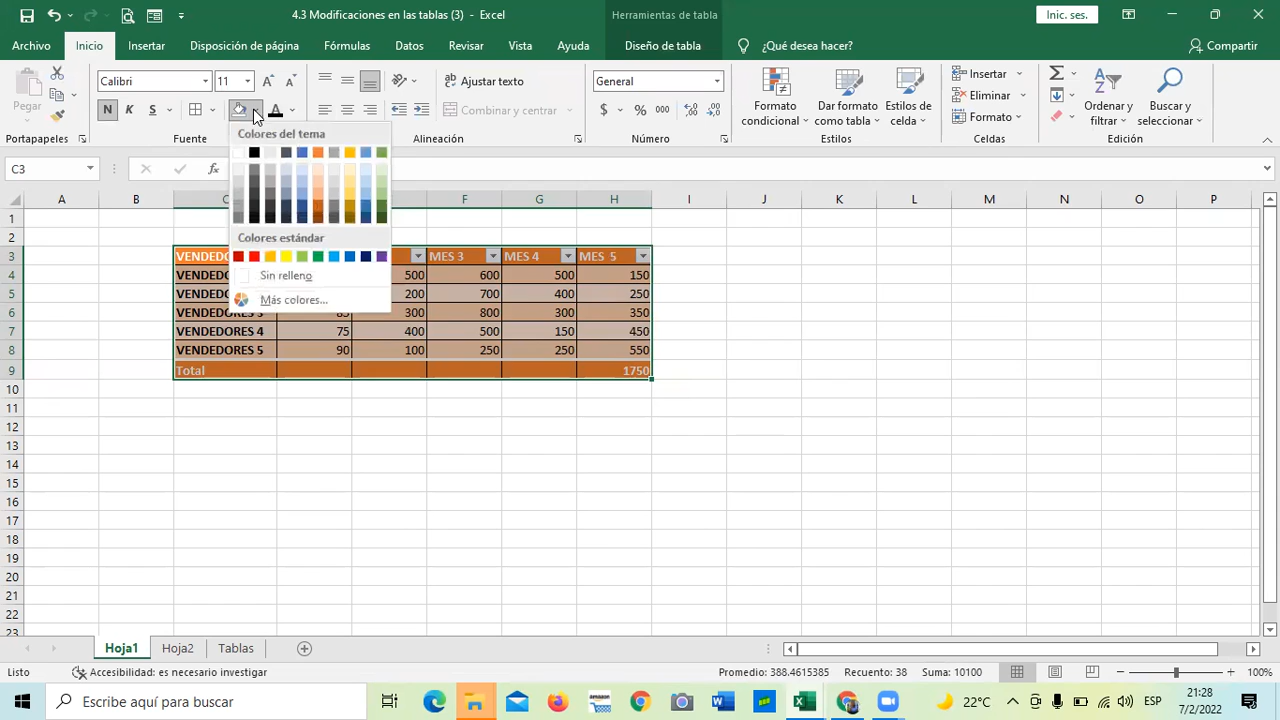 4.3 Modificaciones en las tablas (3) - Excel
Herramientas de tabla
Inic. ses.
Archivo Inicio Insertar Disposición de página Fórmulas Datos Revisar Vista Ayuda Diseño de tabla ¿Qué desea hacer? Compartir
Pegar
Calibri 11
N K S
Ajustar texto
Combinar y centrar
General
$ % 000
Formato condicional
Dar formato como tabla
Estilos de celda
Insertar
Eliminar
Formato
Ordenar y filtrar
Buscar y seleccionar
Portapapeles Fuente Alineación Número Estilos Celdas Edición
Colores del tema
Colores estándar
Sin relleno
Más colores...
C3 fx
A B C F G H I J K L M N O P
1
2
3 VENDEDO MES 3 MES 4 MES 5
4 VENDEDO 500 600 500 150
5 VENDEDO 200 700 400 250
6 VENDEDORES 3 85 300 800 300 350
7 VENDEDORES 4 75 400 500 150 450
8 VENDEDORES 5 90 100 250 250 550
9 Total 1750
10
11
12
13
14
15
16
17
18
19
20
21
22
23
Hoja1 Hoja2 Tablas
Listo Accesibilidad: es necesario investigar Promedio: 388.4615385 Recuento: 38 Suma: 10100 100%
Escribe aquí para buscar
22°C ESP 21:28
7/2/2022